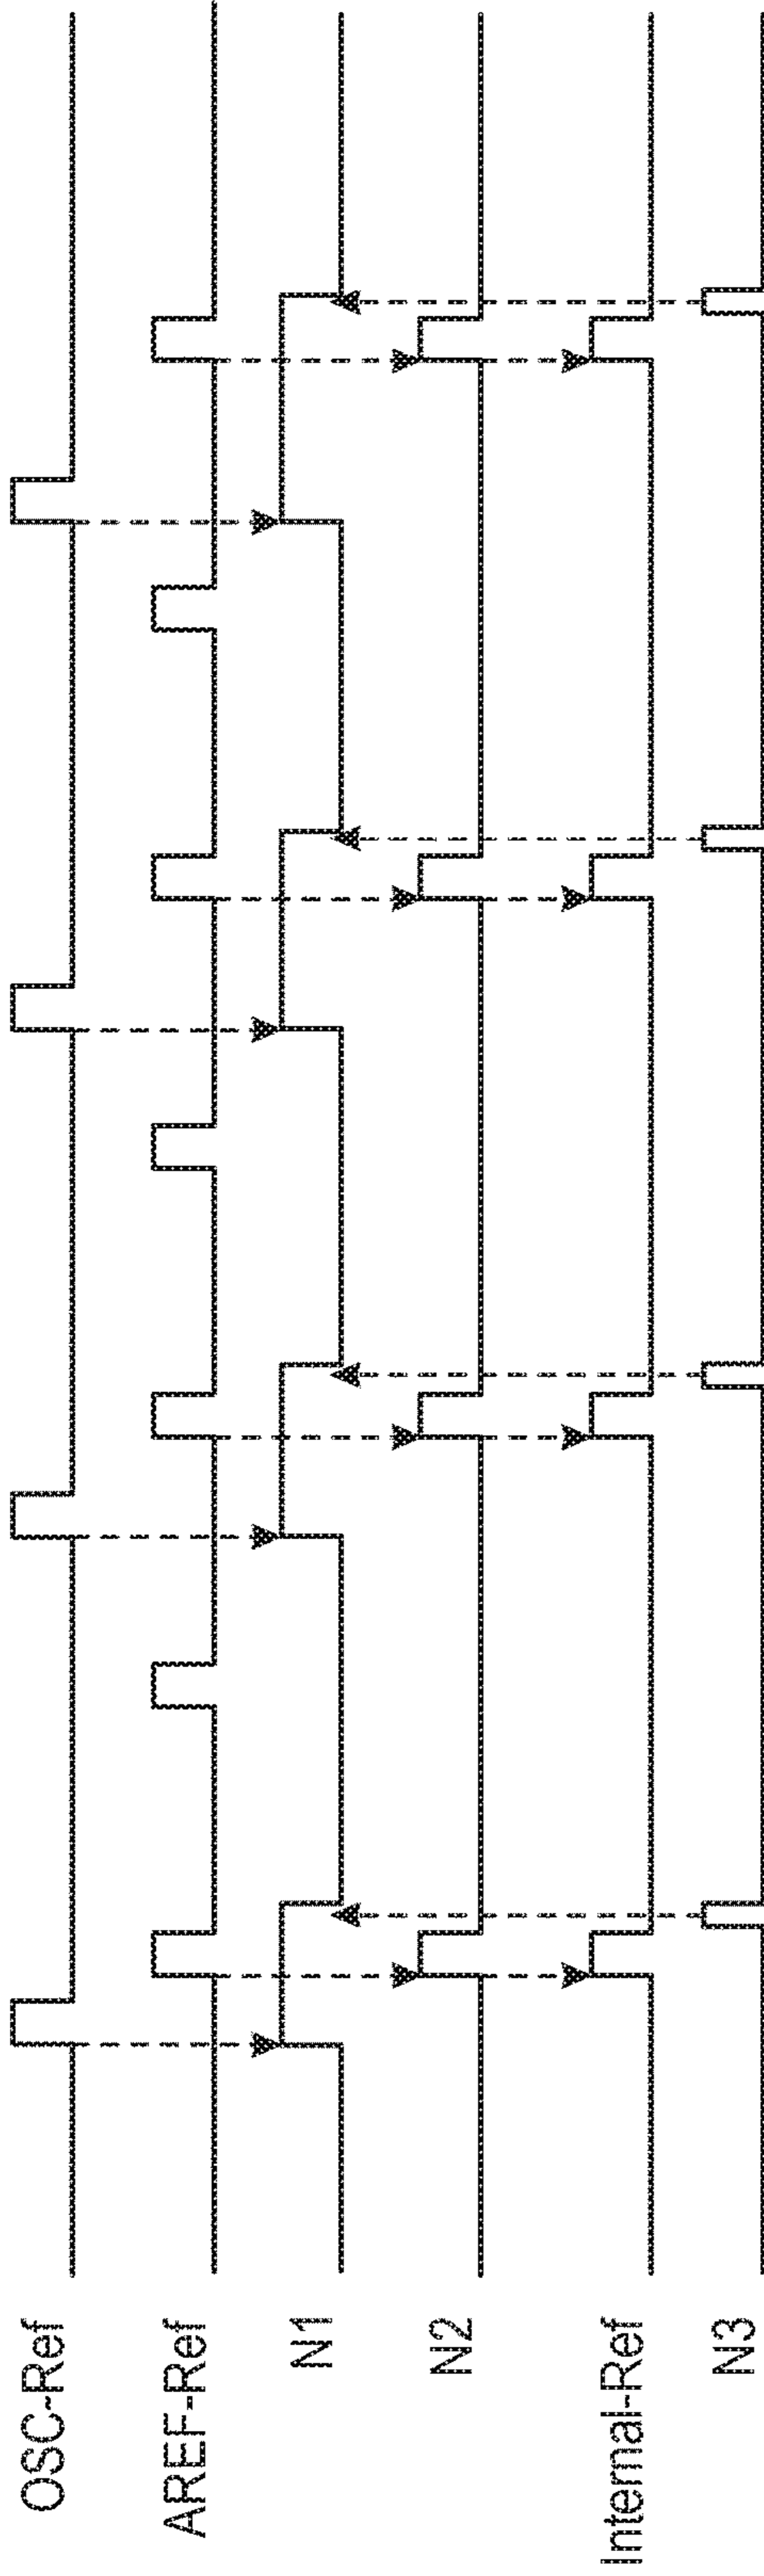 OSC-Ref
AREF-Ref
N1
N2
Internal-Ref
N3